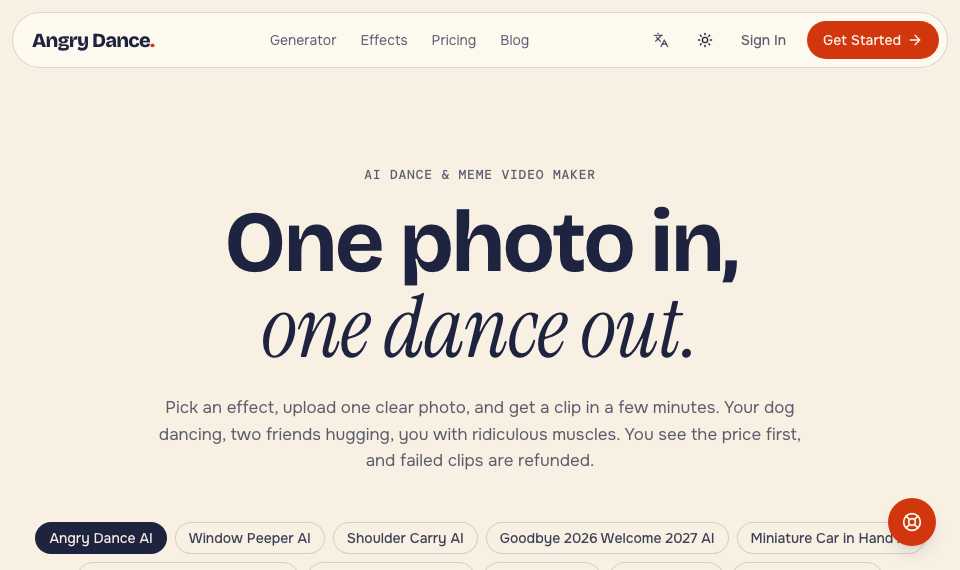 Angry Dance.
Generator
Effects
Pricing
Blog
Sign In
Get Started
AI DANCE & MEME VIDEO MAKER
One photo in,
one dance out.
Pick an effect, upload one clear photo, and get a clip in a few minutes. Your dog
dancing, two friends hugging, you with ridiculous muscles. You see the price first,
and failed clips are refunded.
Angry Dance AI
Window Peeper AI
Shoulder Carry AI
Goodbye 2026 Welcome 2027 AI
Miniature Car in Hand